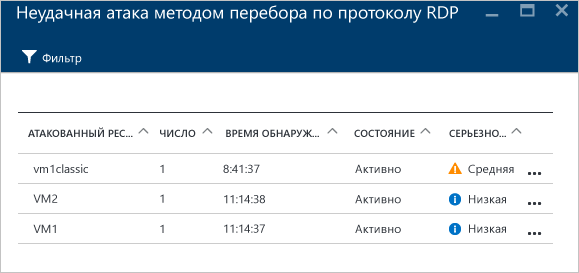 Неудачная атака методом перебора по протоколу RDP
Фильтр
АТАКОВАННЫЙ РЕС... ЧИСЛО ВРЕМЯ ОБНАРУЖ... СОСТОЯНИЕ СЕРЬЕЗНО...
vm1classic 1 8:41:37 Активно Средняя ...
VM2 1 11:14:38 Активно Низкая ...
VM1 1 11:14:37 Активно Низкая ...